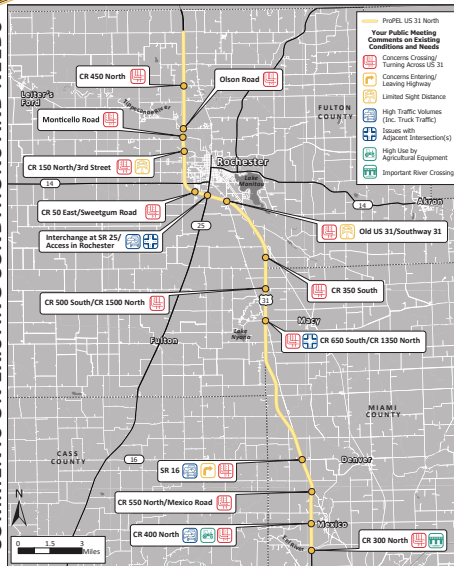 ProPEL US 31 North
Your Public Meeting
Comments on Existing
Conditions and Needs
Concerns Crossing/
Turning Across US 31
Concerns Entering/
Leaving Highway
Limited Sight Distance
High Traffic Volumes
(Inc. Truck Traffic)
Issues with
Adjacent Intersection(s)
High Use by
Agricultural Equipment
Important River Crossing
CR 450 North
Olson Road
Leiter's
Ford
Tippecanoe River
FULTON
COUNTY
Monticello Road
CR 150 North/3rd Street
Rochester
Lake
Manitou
14
Akron
14
CR 50 East/Sweetgum Road
Interchange at SR 25/
Access in Rochester
25
Old US 31/Southway 31
CR 350 South
CR 500 South/CR 1500 North
31
Macy
Lake
Nyona
Fulton
CR 650 South/CR 1350 North
MIAMI
COUNTY
CASS
COUNTY
16
SR 16
Denver
CR 550 North/Mexico Road
N
CR 400 North
Mexico
Eel River
CR 300 North
0 1.5 3
Miles